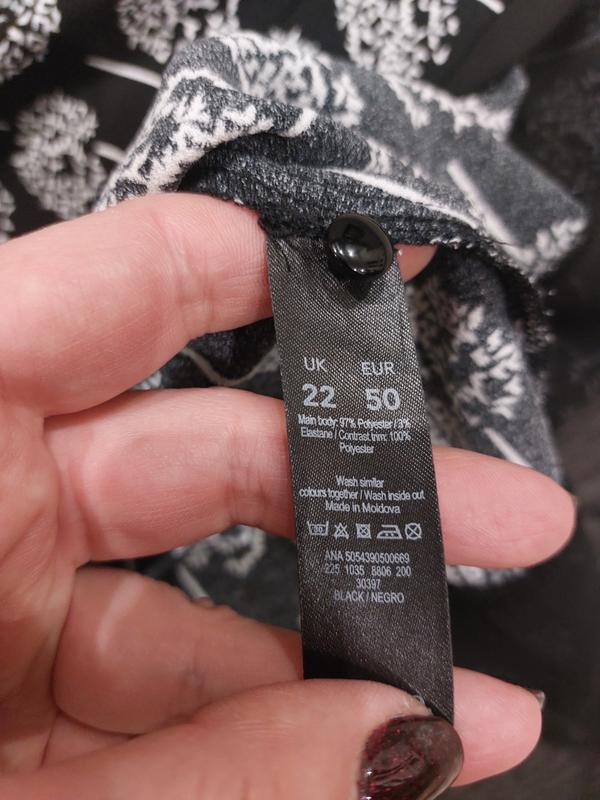 UK EUR
22 50
Main body: 97% Polyester / 3%
Elastane / Contrast trim: 100%
Polyester
Wash similar
colours together / Wash inside out
Made in Moldova
30
ANA 5054390500669
225 1035 8806 200
30397
BLACK / NEGRO